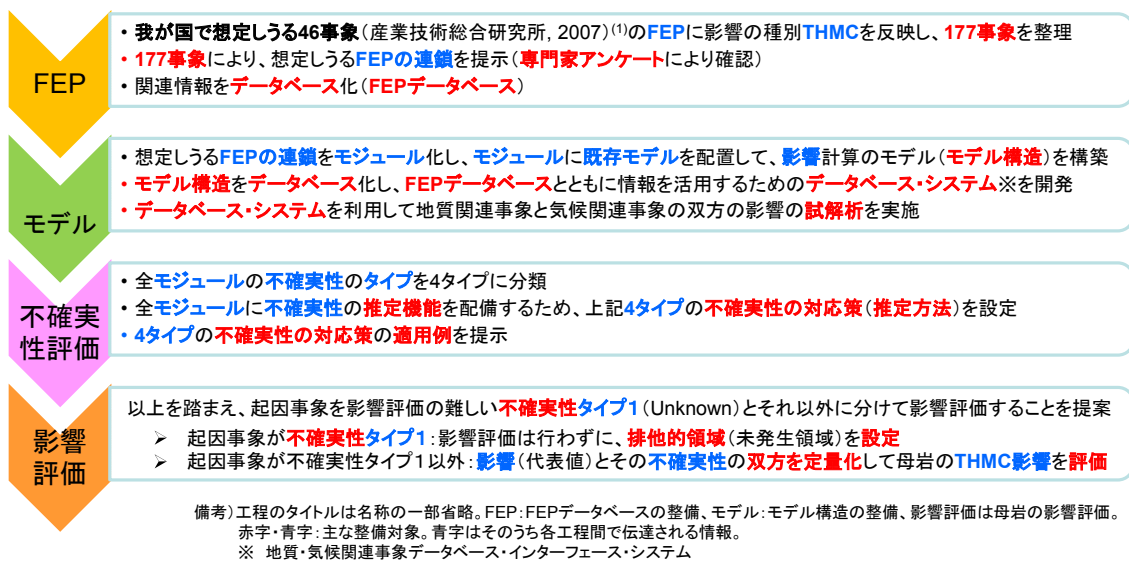 FEP
・我が国で想定しうる46事象（産業技術総合研究所, 2007）(1)のFEPに影響の種別THMCを反映し、177事象を整理
・177事象により、想定しうるFEPの連鎖を提示（専門家アンケートにより確認）
・関連情報をデータベース化（FEPデータベース）
モデル
・想定しうるFEPの連鎖をモジュール化し、モジュールに既存モデルを配置して、影響計算のモデル（モデル構造）を構築
・モデル構造をデータベース化し、FEPデータベースとともに情報を活用するためのデータベース・システム※を開発
・データベース・システムを利用して地質関連事象と気候関連事象の双方の影響の試解析を実施
不確実
性評価
・全モジュールの不確実性のタイプを4タイプに分類
・全モジュールに不確実性の推定機能を配備するため、上記4タイプの不確実性の対応策（推定方法）を設定
・4タイプの不確実性の対応策の適用例を提示
影響
評価
以上を踏まえ、起因事象を影響評価の難しい不確実性タイプ1（Unknown）とそれ以外に分けて影響評価することを提案
➢ 起因事象が不確実性タイプ1：影響評価は行わずに、排他的領域（未発生領域）を設定
➢ 起因事象が不確実性タイプ1以外：影響（代表値）とその不確実性の双方を定量化して母岩のTHMC影響を評価
備考）工程のタイトルは名称の一部省略。FEP：FEPデータベースの整備、モデル：モデル構造の整備、影響評価は母岩の影響評価。
赤字・青字：主な整備対象。青字はそのうち各工程間で伝達される情報。
※ 地質・気候関連事象データベース・インターフェース・システム